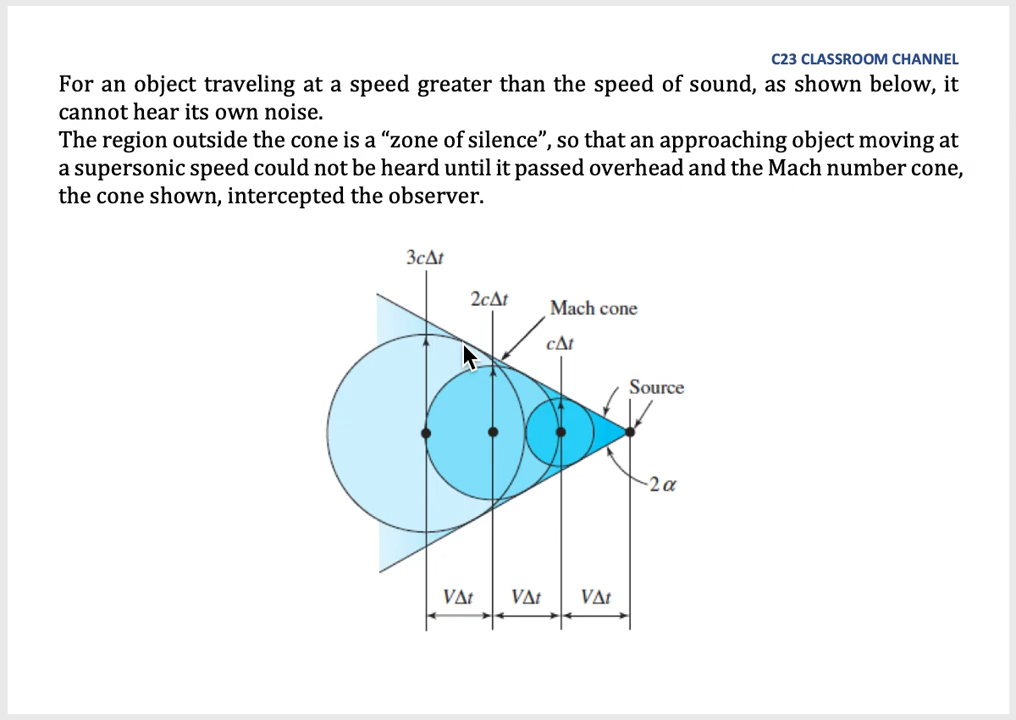 C23 CLASSROOM CHANNEL
For an object traveling at a speed greater than the speed of sound, as shown below, it
cannot hear its own noise.
The region outside the cone is a “zone of silence”, so that an approaching object moving at
a supersonic speed could not be heard until it passed overhead and the Mach number cone,
the cone shown, intercepted the observer.
3cΔt
2cΔt
Mach cone
cΔt
Source
2α
VΔt
VΔt
VΔt